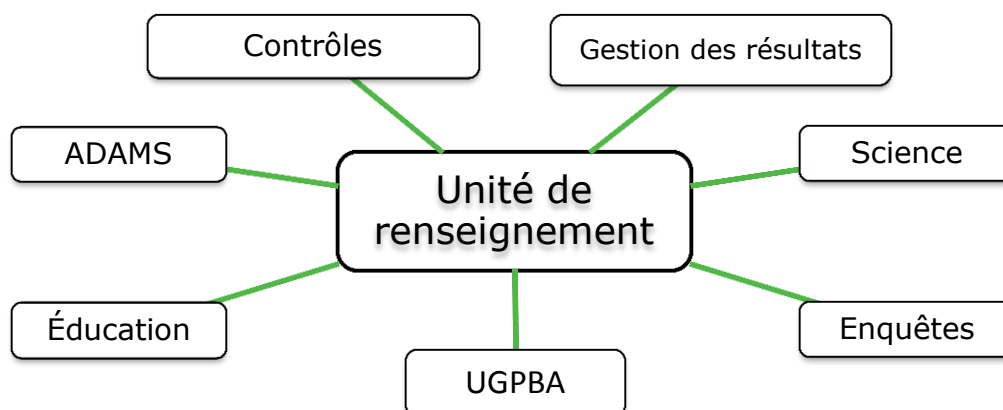 Contrôles
Gestion des résultats
ADAMS
Science
Unité de
renseignement
Éducation
Enquêtes
UGPBA